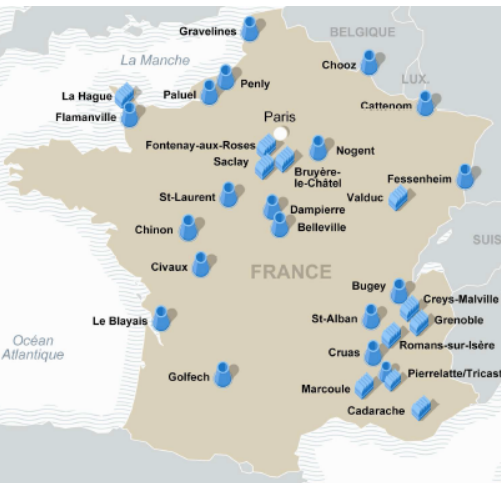 Gravelines
BELGIQUE
La Manche
Chooz
LUX.
Penly
Paluel
La Hague
Cattenom
Flamanville
Paris
Fontenay-aux-Roses
Nogent
Saclay
Bruyère-
le-Châtel
Fessenheim
Valduc
St-Laurent
Dampierre
Belleville
Chinon
SUIS
Civaux
FRANCE
Bugey
Creys-Malville
St-Alban
Grenoble
Le Blayais
Romans-sur-Isère
Océan
Atlantique
Cruas
Pierrelatte/Tricast
Golfech
Marcoule
Cadarache